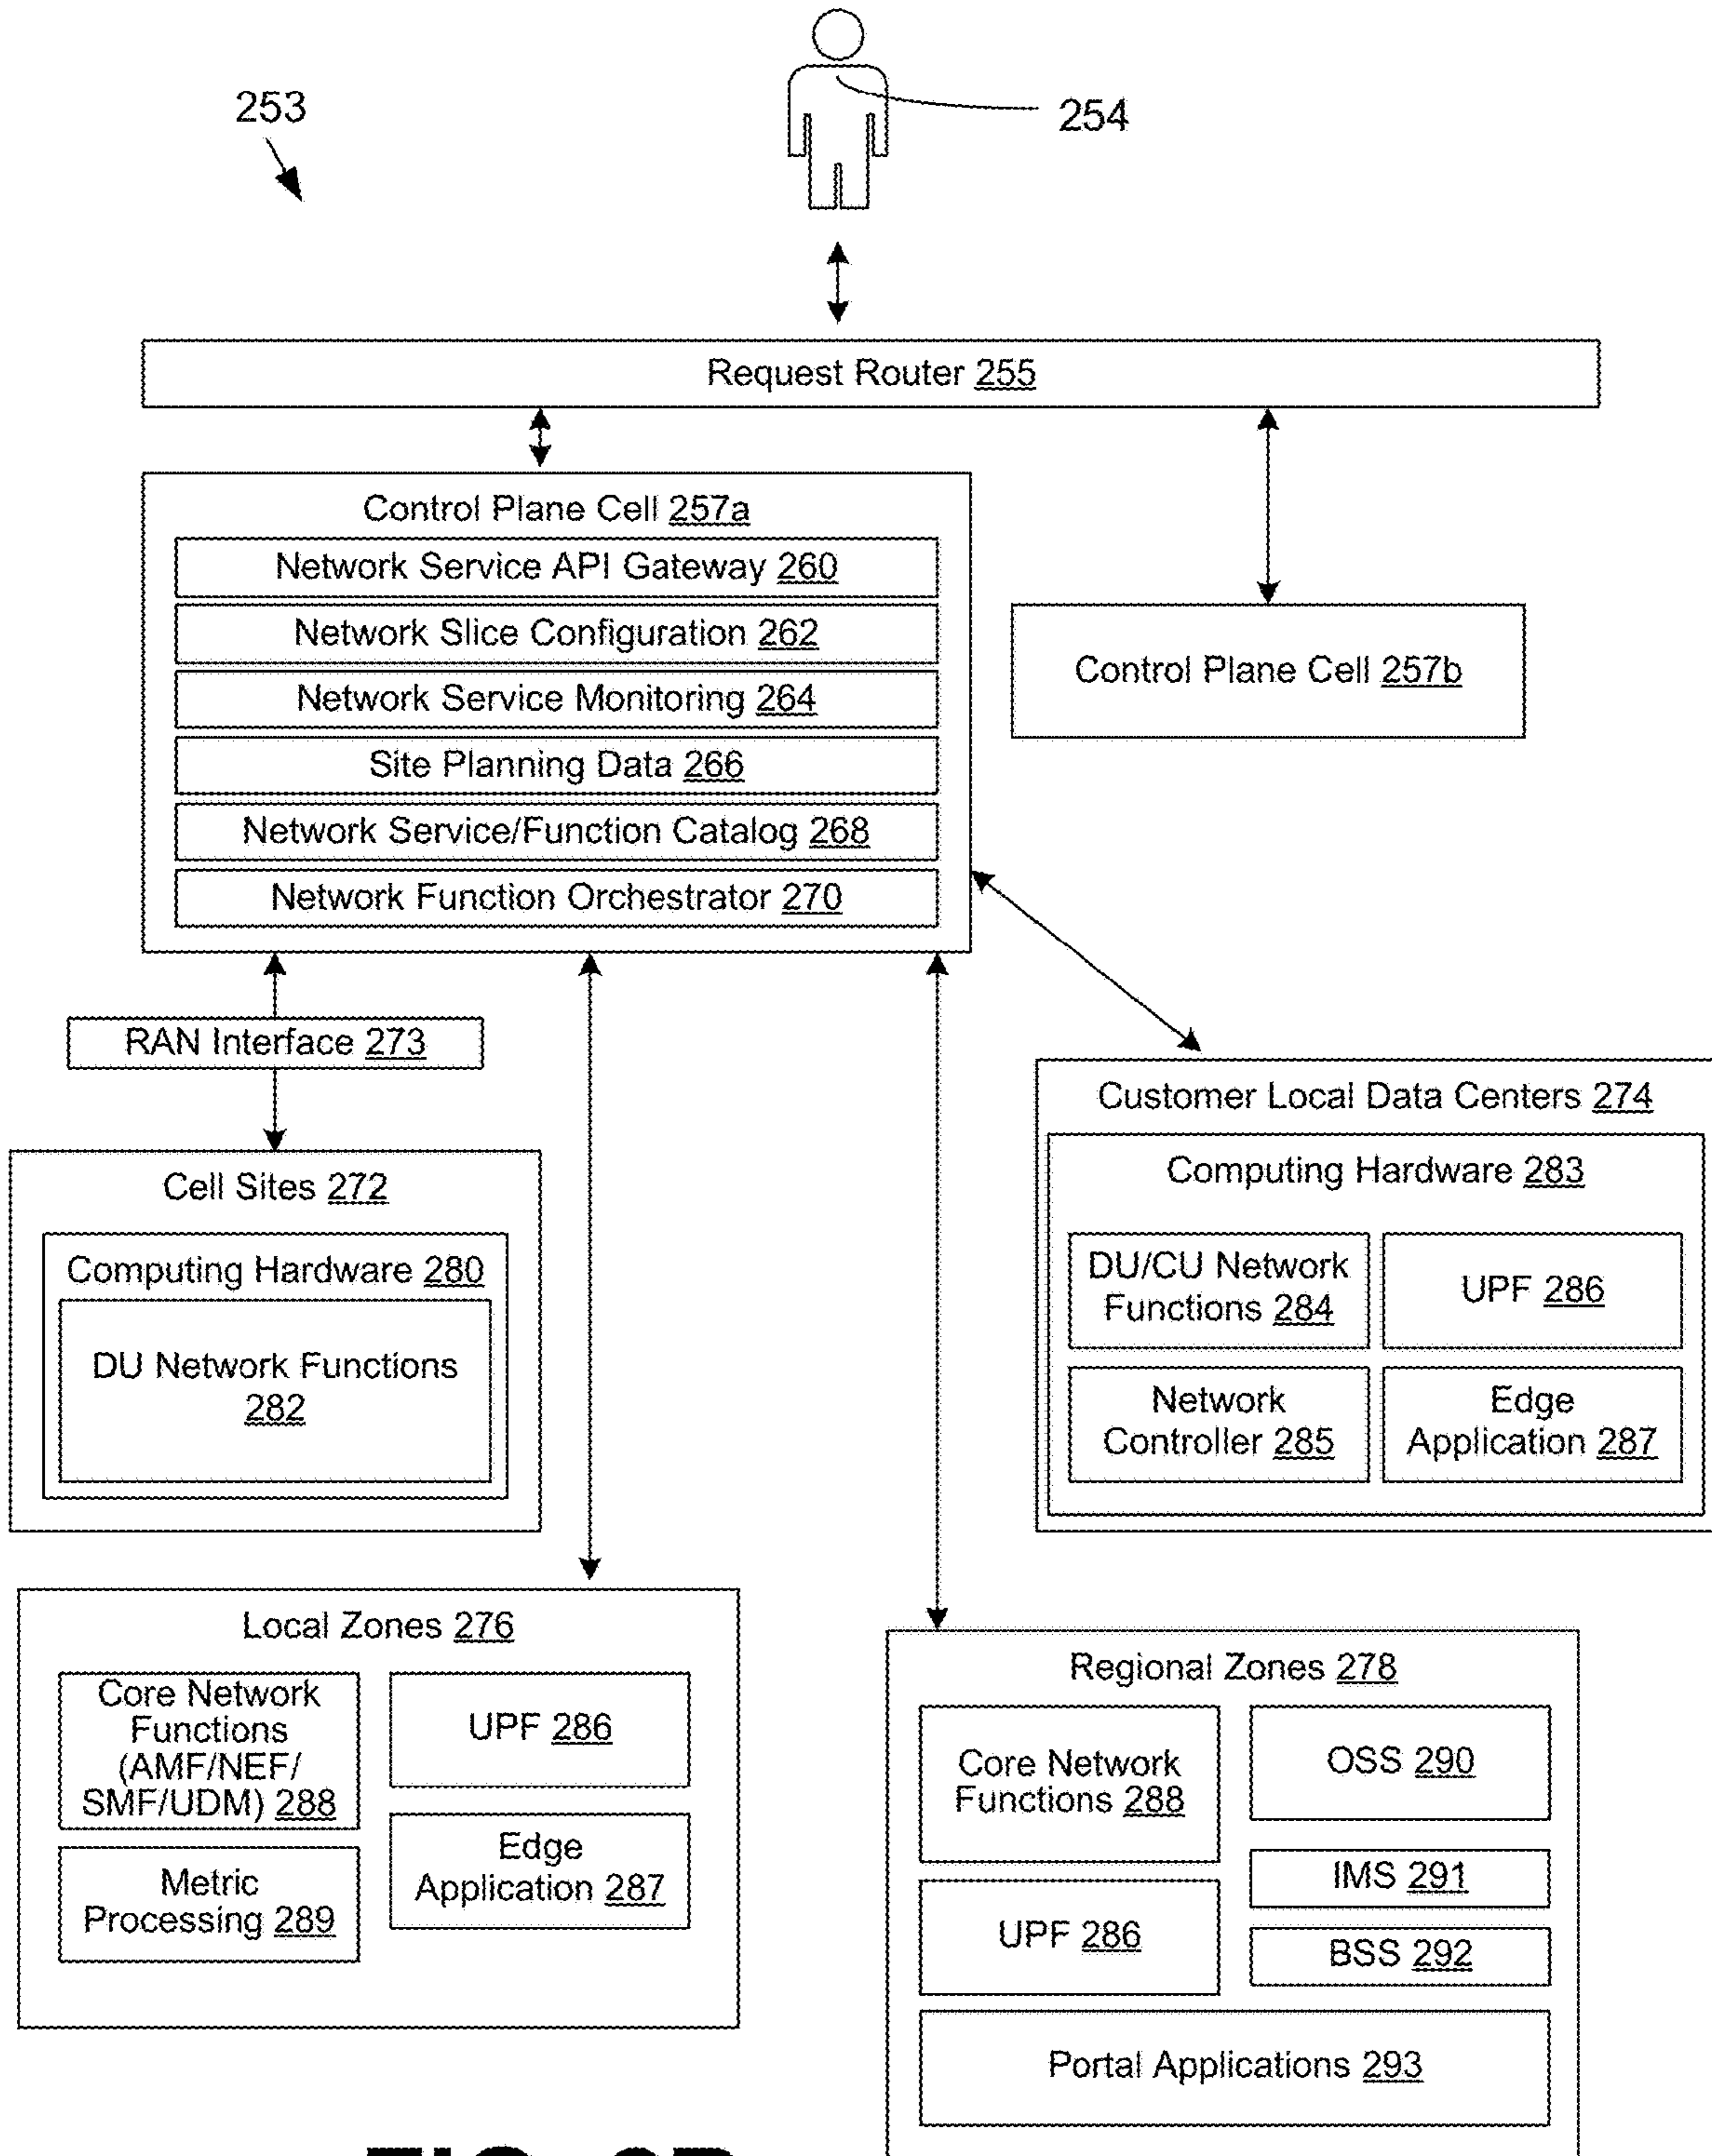 253
254
Request Router 255
Control Plane Cell 257a
Network Service API Gateway 260
Network Slice Configuration 262
Network Service Monitoring 264
Site Planning Data 266
Network Service/Function Catalog 268
Network Function Orchestrator 270
Control Plane Cell 257b
RAN Interface 273
Cell Sites 272
Computing Hardware 280
DU Network Functions
282
Customer Local Data Centers 274
Computing Hardware 283
DU/CU Network
Functions 284
UPF 286
Network
Controller 285
Edge
Application 287
Local Zones 276
Core Network
Functions
(AMF/NEF/
SMF/UDM) 288
UPF 286
Metric
Processing 289
Edge
Application 287
Regional Zones 278
Core Network
Functions 288
OSS 290
IMS 291
UPF 286
BSS 292
Portal Applications 293